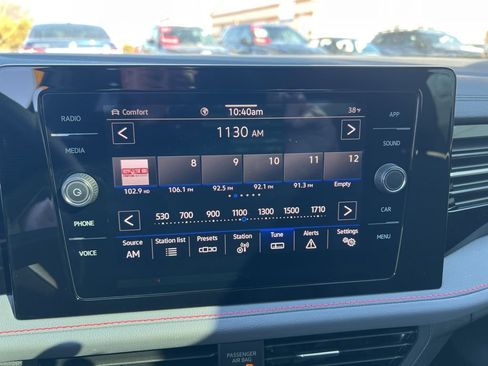 RADIO
MEDIA
PHONE
VOICE
Comfort 10:40am 38 °F
1130 AM
8 9 10 11 12
102.9 HD 106.1 FM 92.5 FM 92.1 FM 91.3 FM Empty
530 700 900 1100 1300 1500 1710
Source Station list Presets Station Tune Alerts Settings
AM
APP
SOUND
CAR
MENU
PASSENGER
AIR BAG